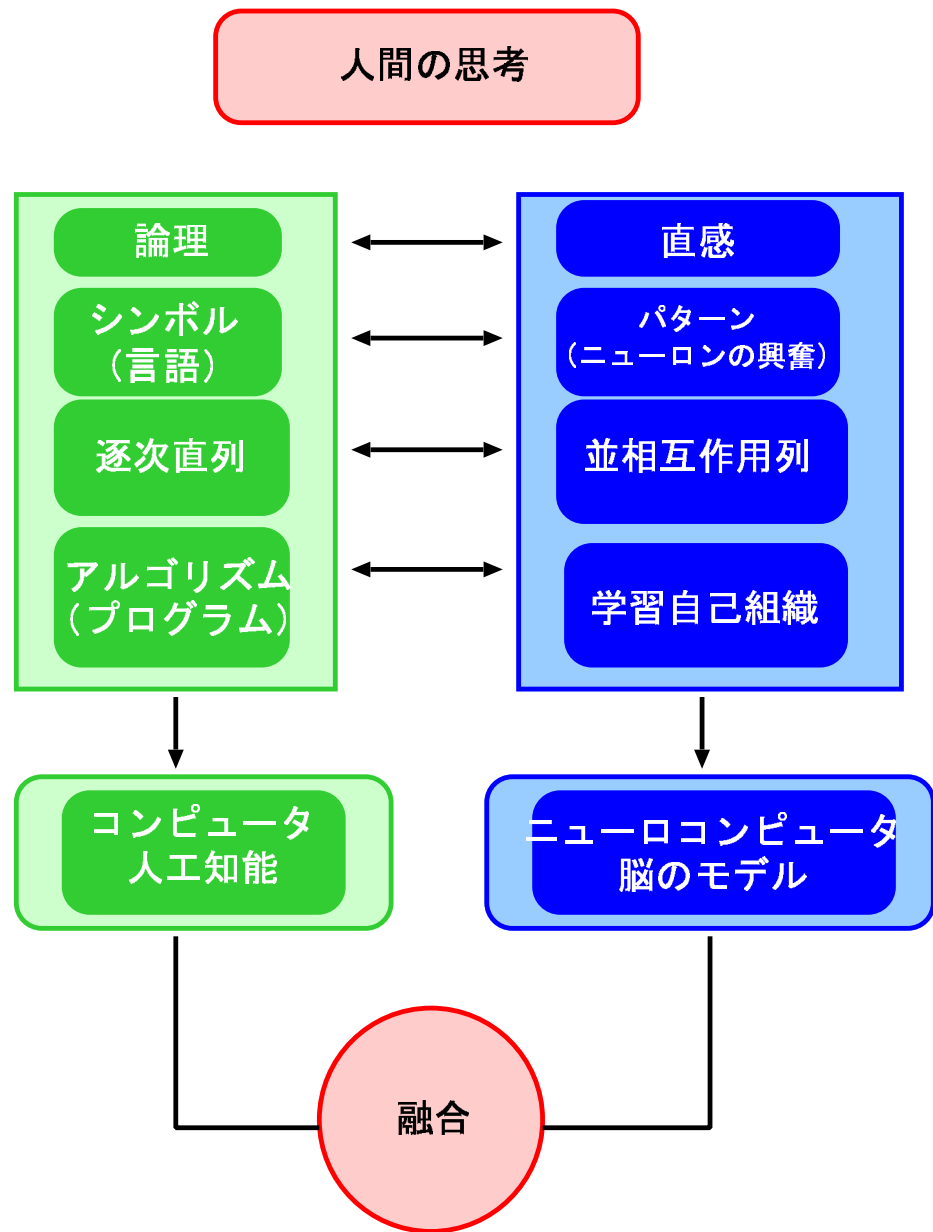 人間の思考
論理
直感
シンボル
(言語)
パターン
(ニューロンの興奮)
逐次直列
並相互作用列
アルゴリズム
(プログラム)
学習自己組織
コンピュータ
人工知能
ニューロコンピュータ
脳のモデル
融合